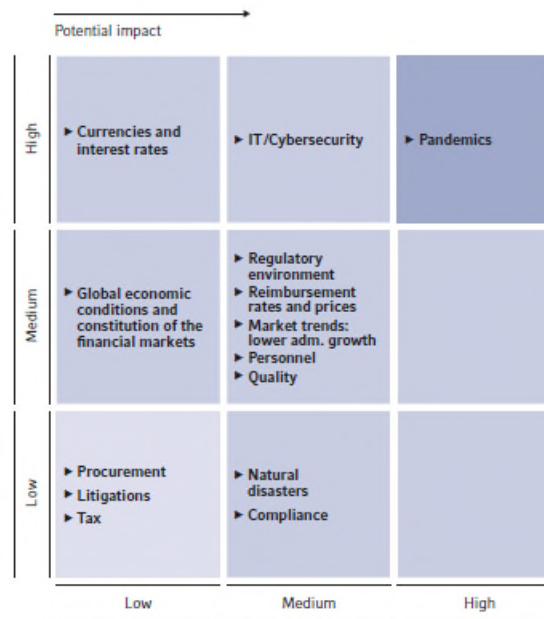 Potential impact
High
► Currencies and
interest rates
► IT/Cybersecurity
► Pandemics
Medium
► Global economic
conditions and
constitution of the
financial markets
► Regulatory
environment
► Reimbursement
rates and prices
► Market trends:
lower adm. growth
► Personnel
► Quality
Low
► Procurement
► Litigations
► Tax
► Natural
disasters
► Compliance
Low
Medium
High